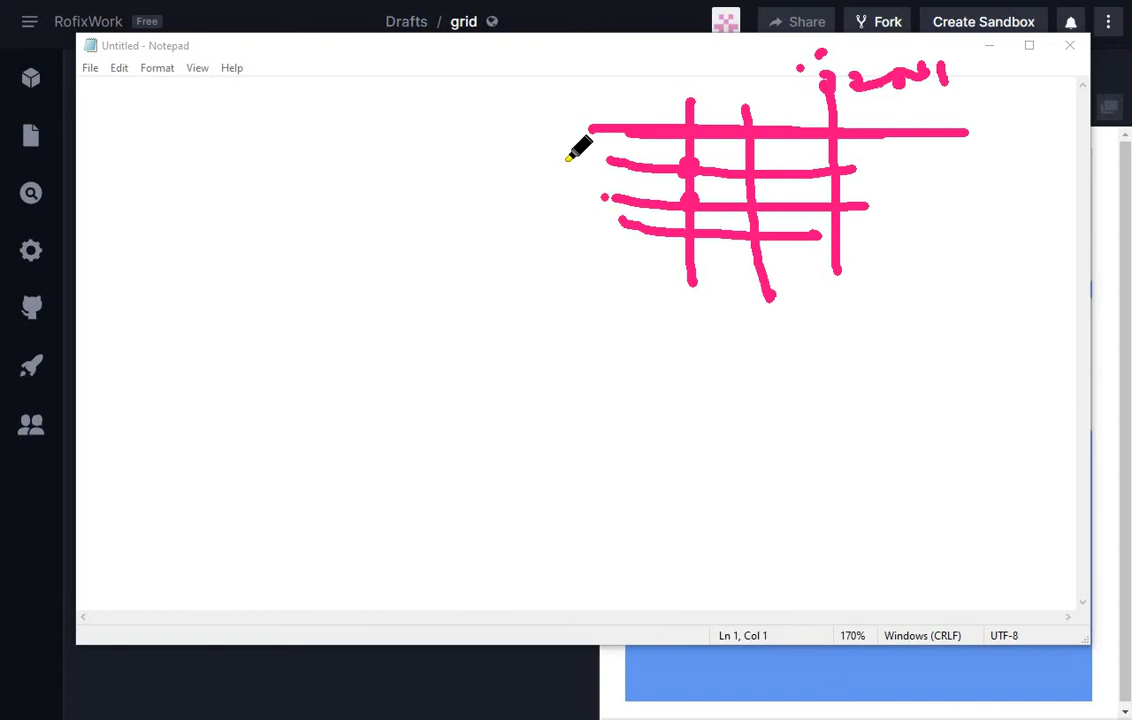 RofixWork Free Drafts / grid Share Fork Create Sandbox
Untitled - Notepad
File Edit Format View Help
Ln 1, Col 1 170% Windows (CRLF) UTF-8